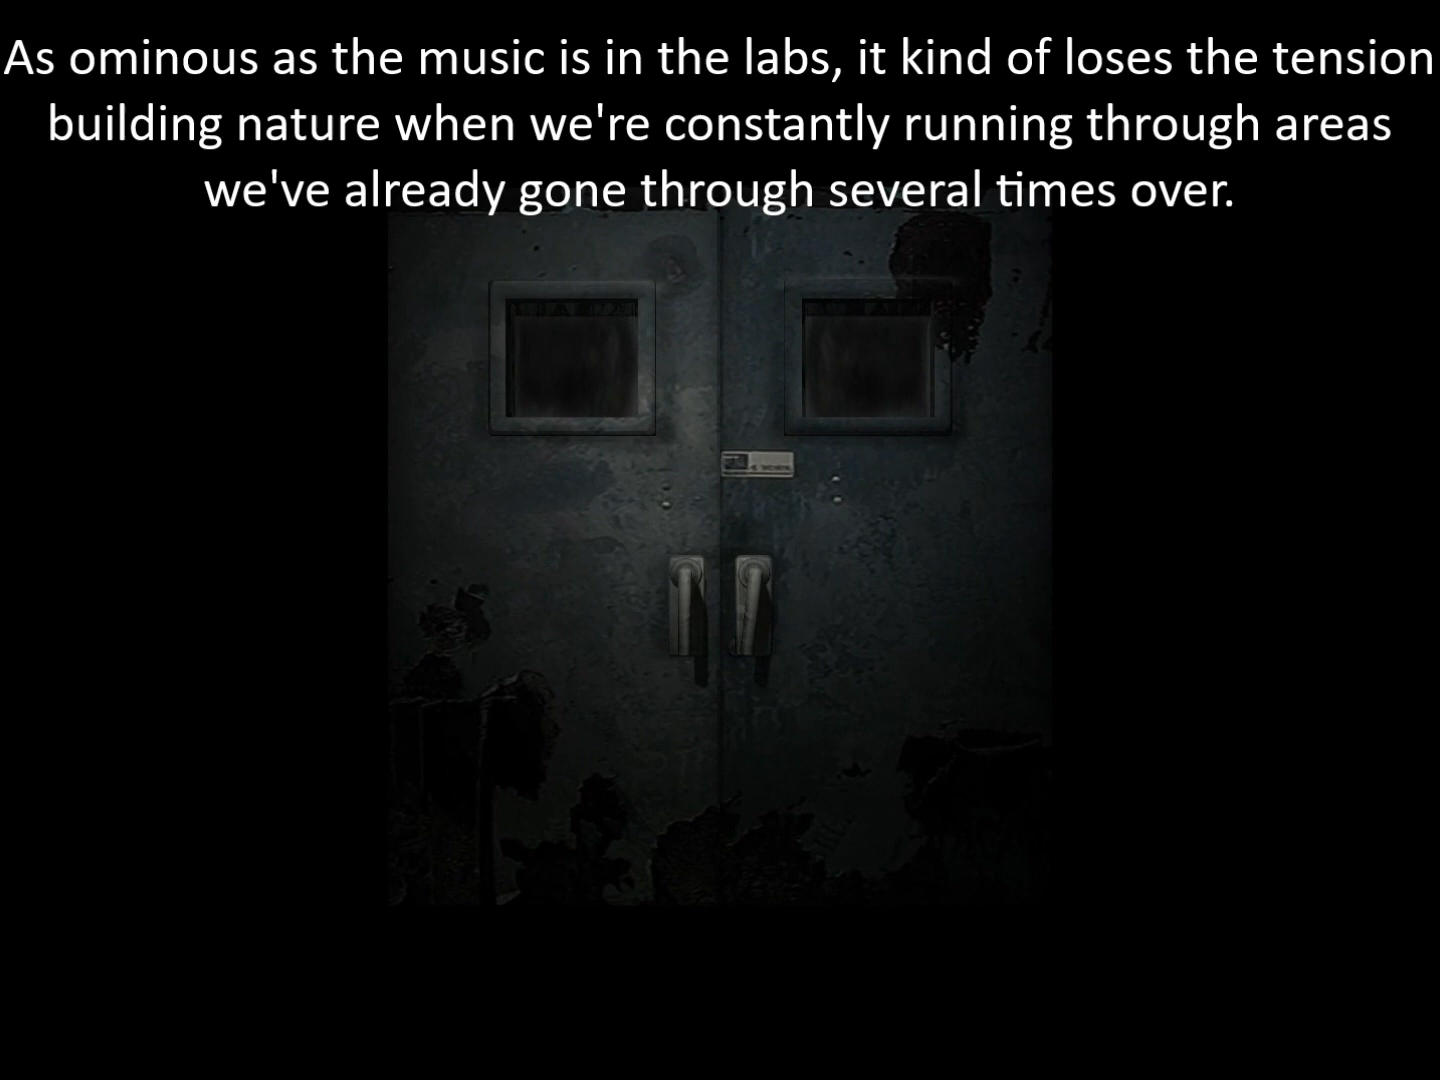 As ominous as the music is in the labs, it kind of loses the tension
building nature when we're constantly running through areas
we've already gone through several times over.